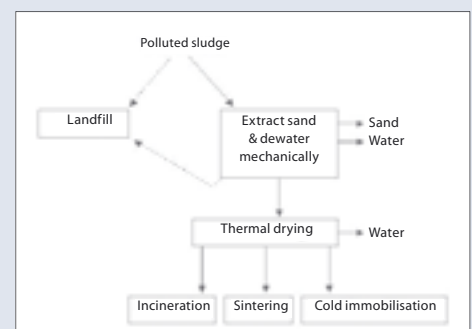 Polluted sludge
Landfill
Extract sand
& dewater
mechanically
Sand
Water
Thermal drying
Water
Incineration
Sintering
Cold immobilisation